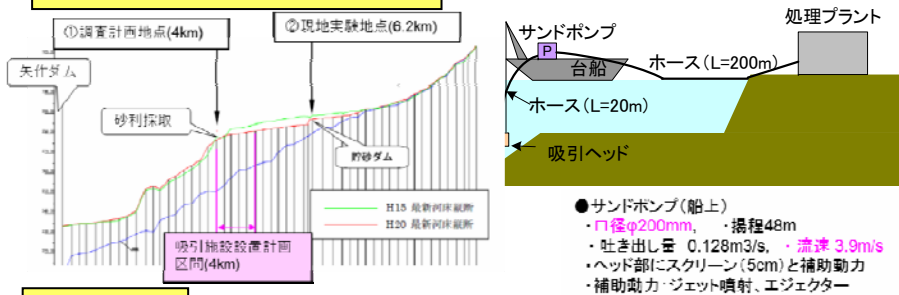 ①調査計画地点(4km)
②現地実験地点(6.2km)
矢作ダム
砂利採取
貯砂ダム
H15 最新河床縦断
H20 最新河床縦断
吸引施設設置計画
区間(4km)
処理プラント
サンドポンプ
P
台船
ホース(L=200m)
ホース(L=20m)
吸引ヘッド
●サンドポンプ(船上)
・口径φ200mm, ・揚程48m
・吐き出し量 0.128m3/s, ・流速 3.9m/s
・ヘッド部にスクリーン(5cm)と補助動力
・補助動力:ジェット噴射、エジェクター